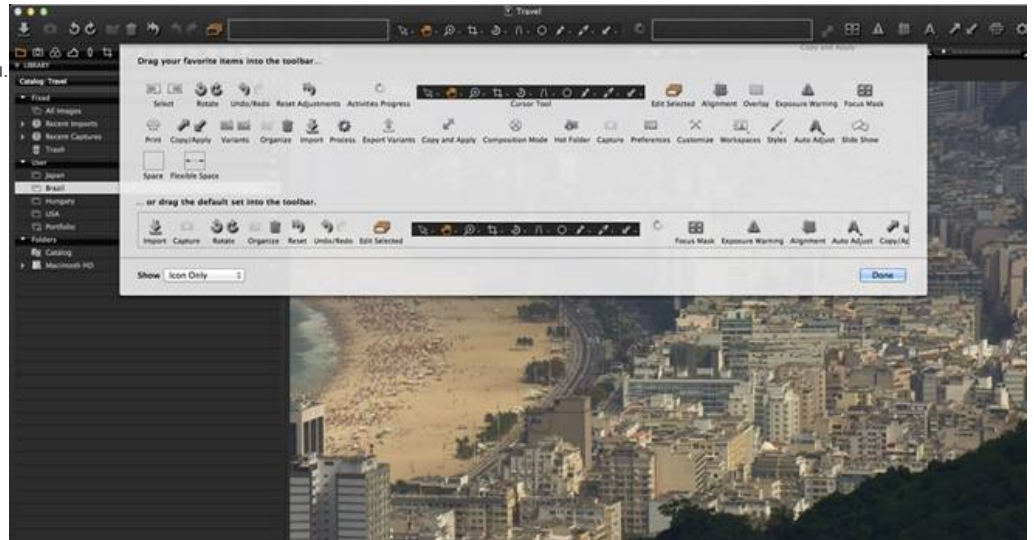 Travel
Copy and Apply
Drag your favorite items into the toolbar...
LIBRARY
Catalog: Travel
Fixed
All Images
Recent Imports
Recent Captures
Trash
User
Japan
Brazil
Hungary
USA
Portfolio
Folders
Catalog
Macintosh HD
Select Rotate Undo/Redo Reset Adjustments Activities Progress Cursor Tool Edit Selected Alignment Overlay Exposure Warning Focus Mask
Print Copy/Apply Variants Organize Import Process Export Variants Copy and Apply Composition Mode Hot Folder Capture Preferences Customize Workspaces Styles Auto Adjust Slide Show
Space Flexible Space
... or drag the default set into the toolbar.
Import Capture Rotate Organize Reset Undo/Redo Edit Selected Focus Mask Exposure Warning Alignment Auto Adjust Copy/Ap
Show Icon Only Done